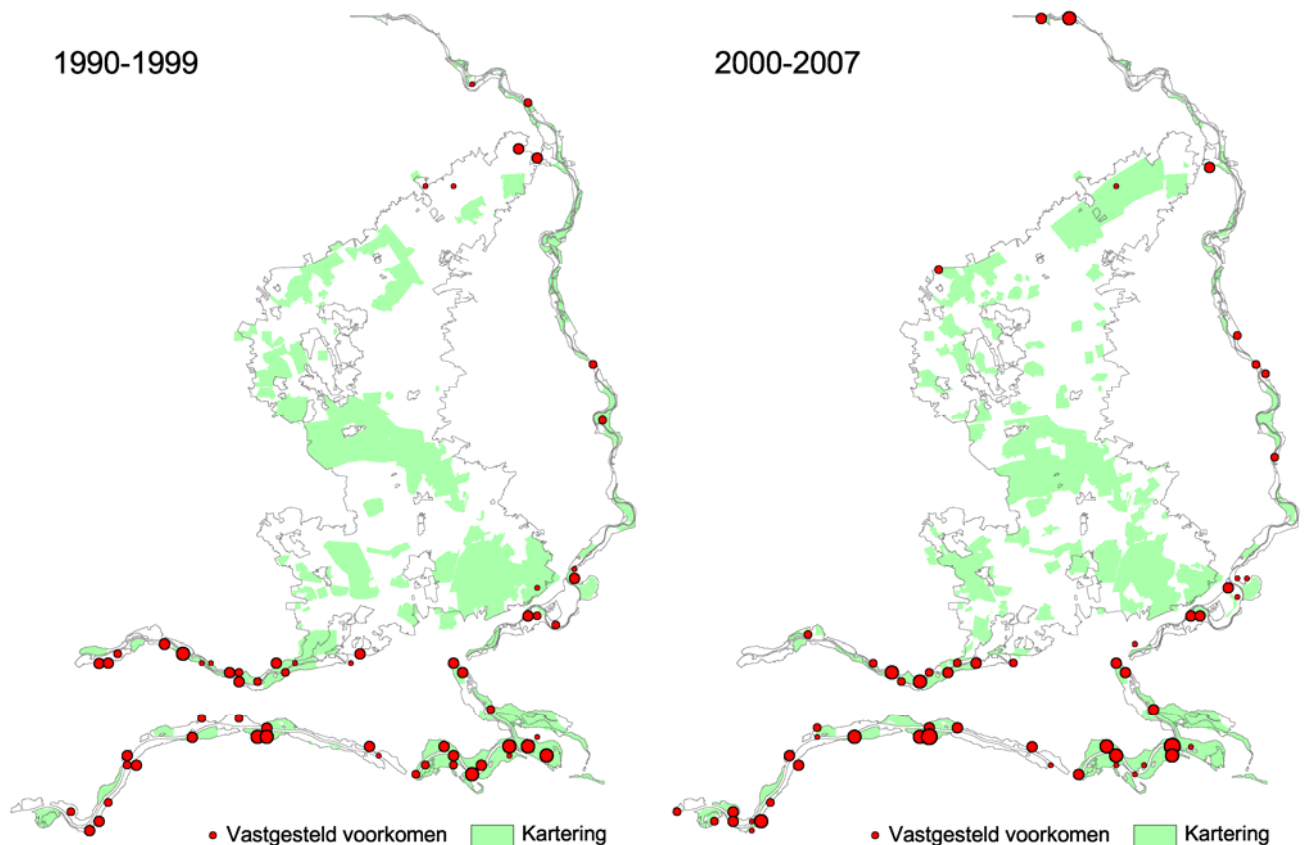 1990-1999
2000-2007
Vastgesteld voorkomen
Kartering
Vastgesteld voorkomen
Kartering